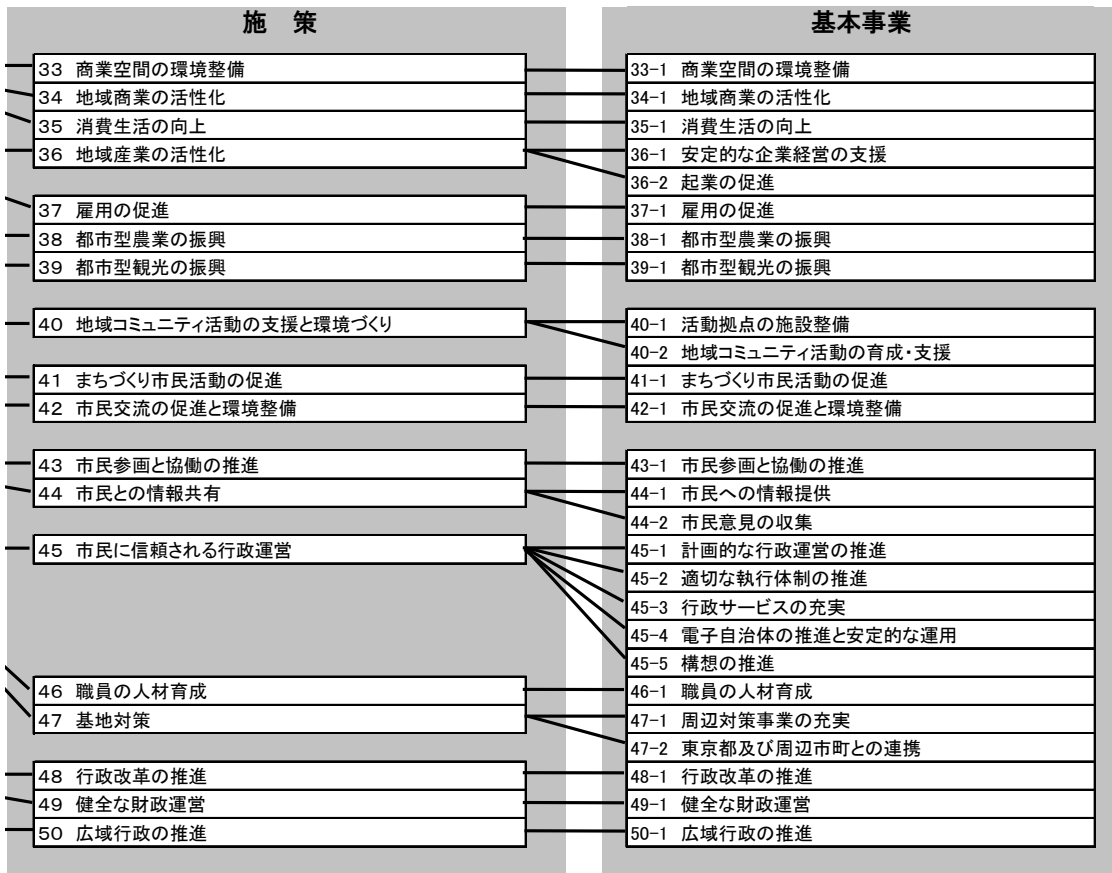 施　策
33 商業空間の環境整備
34 地域商業の活性化
35 消費生活の向上
36 地域産業の活性化
37 雇用の促進
38 都市型農業の振興
39 都市型観光の振興
40 地域コミュニティ活動の支援と環境づくり
41 まちづくり市民活動の促進
42 市民交流の促進と環境整備
43 市民参画と協働の推進
44 市民との情報共有
45 市民に信頼される行政運営
46 職員の人材育成
47 基地対策
48 行政改革の推進
49 健全な財政運営
50 広域行政の推進
基本事業
33-1 商業空間の環境整備
34-1 地域商業の活性化
35-1 消費生活の向上
36-1 安定的な企業経営の支援
36-2 起業の促進
37-1 雇用の促進
38-1 都市型農業の振興
39-1 都市型観光の振興
40-1 活動拠点の施設整備
40-2 地域コミュニティ活動の育成・支援
41-1 まちづくり市民活動の促進
42-1 市民交流の促進と環境整備
43-1 市民参画と協働の推進
44-1 市民への情報提供
44-2 市民意見の収集
45-1 計画的な行政運営の推進
45-2 適切な執行体制の推進
45-3 行政サービスの充実
45-4 電子自治体の推進と安定的な運用
45-5 構想の推進
46-1 職員の人材育成
47-1 周辺対策事業の充実
47-2 東京都及び周辺市町との連携
48-1 行政改革の推進
49-1 健全な財政運営
50-1 広域行政の推進